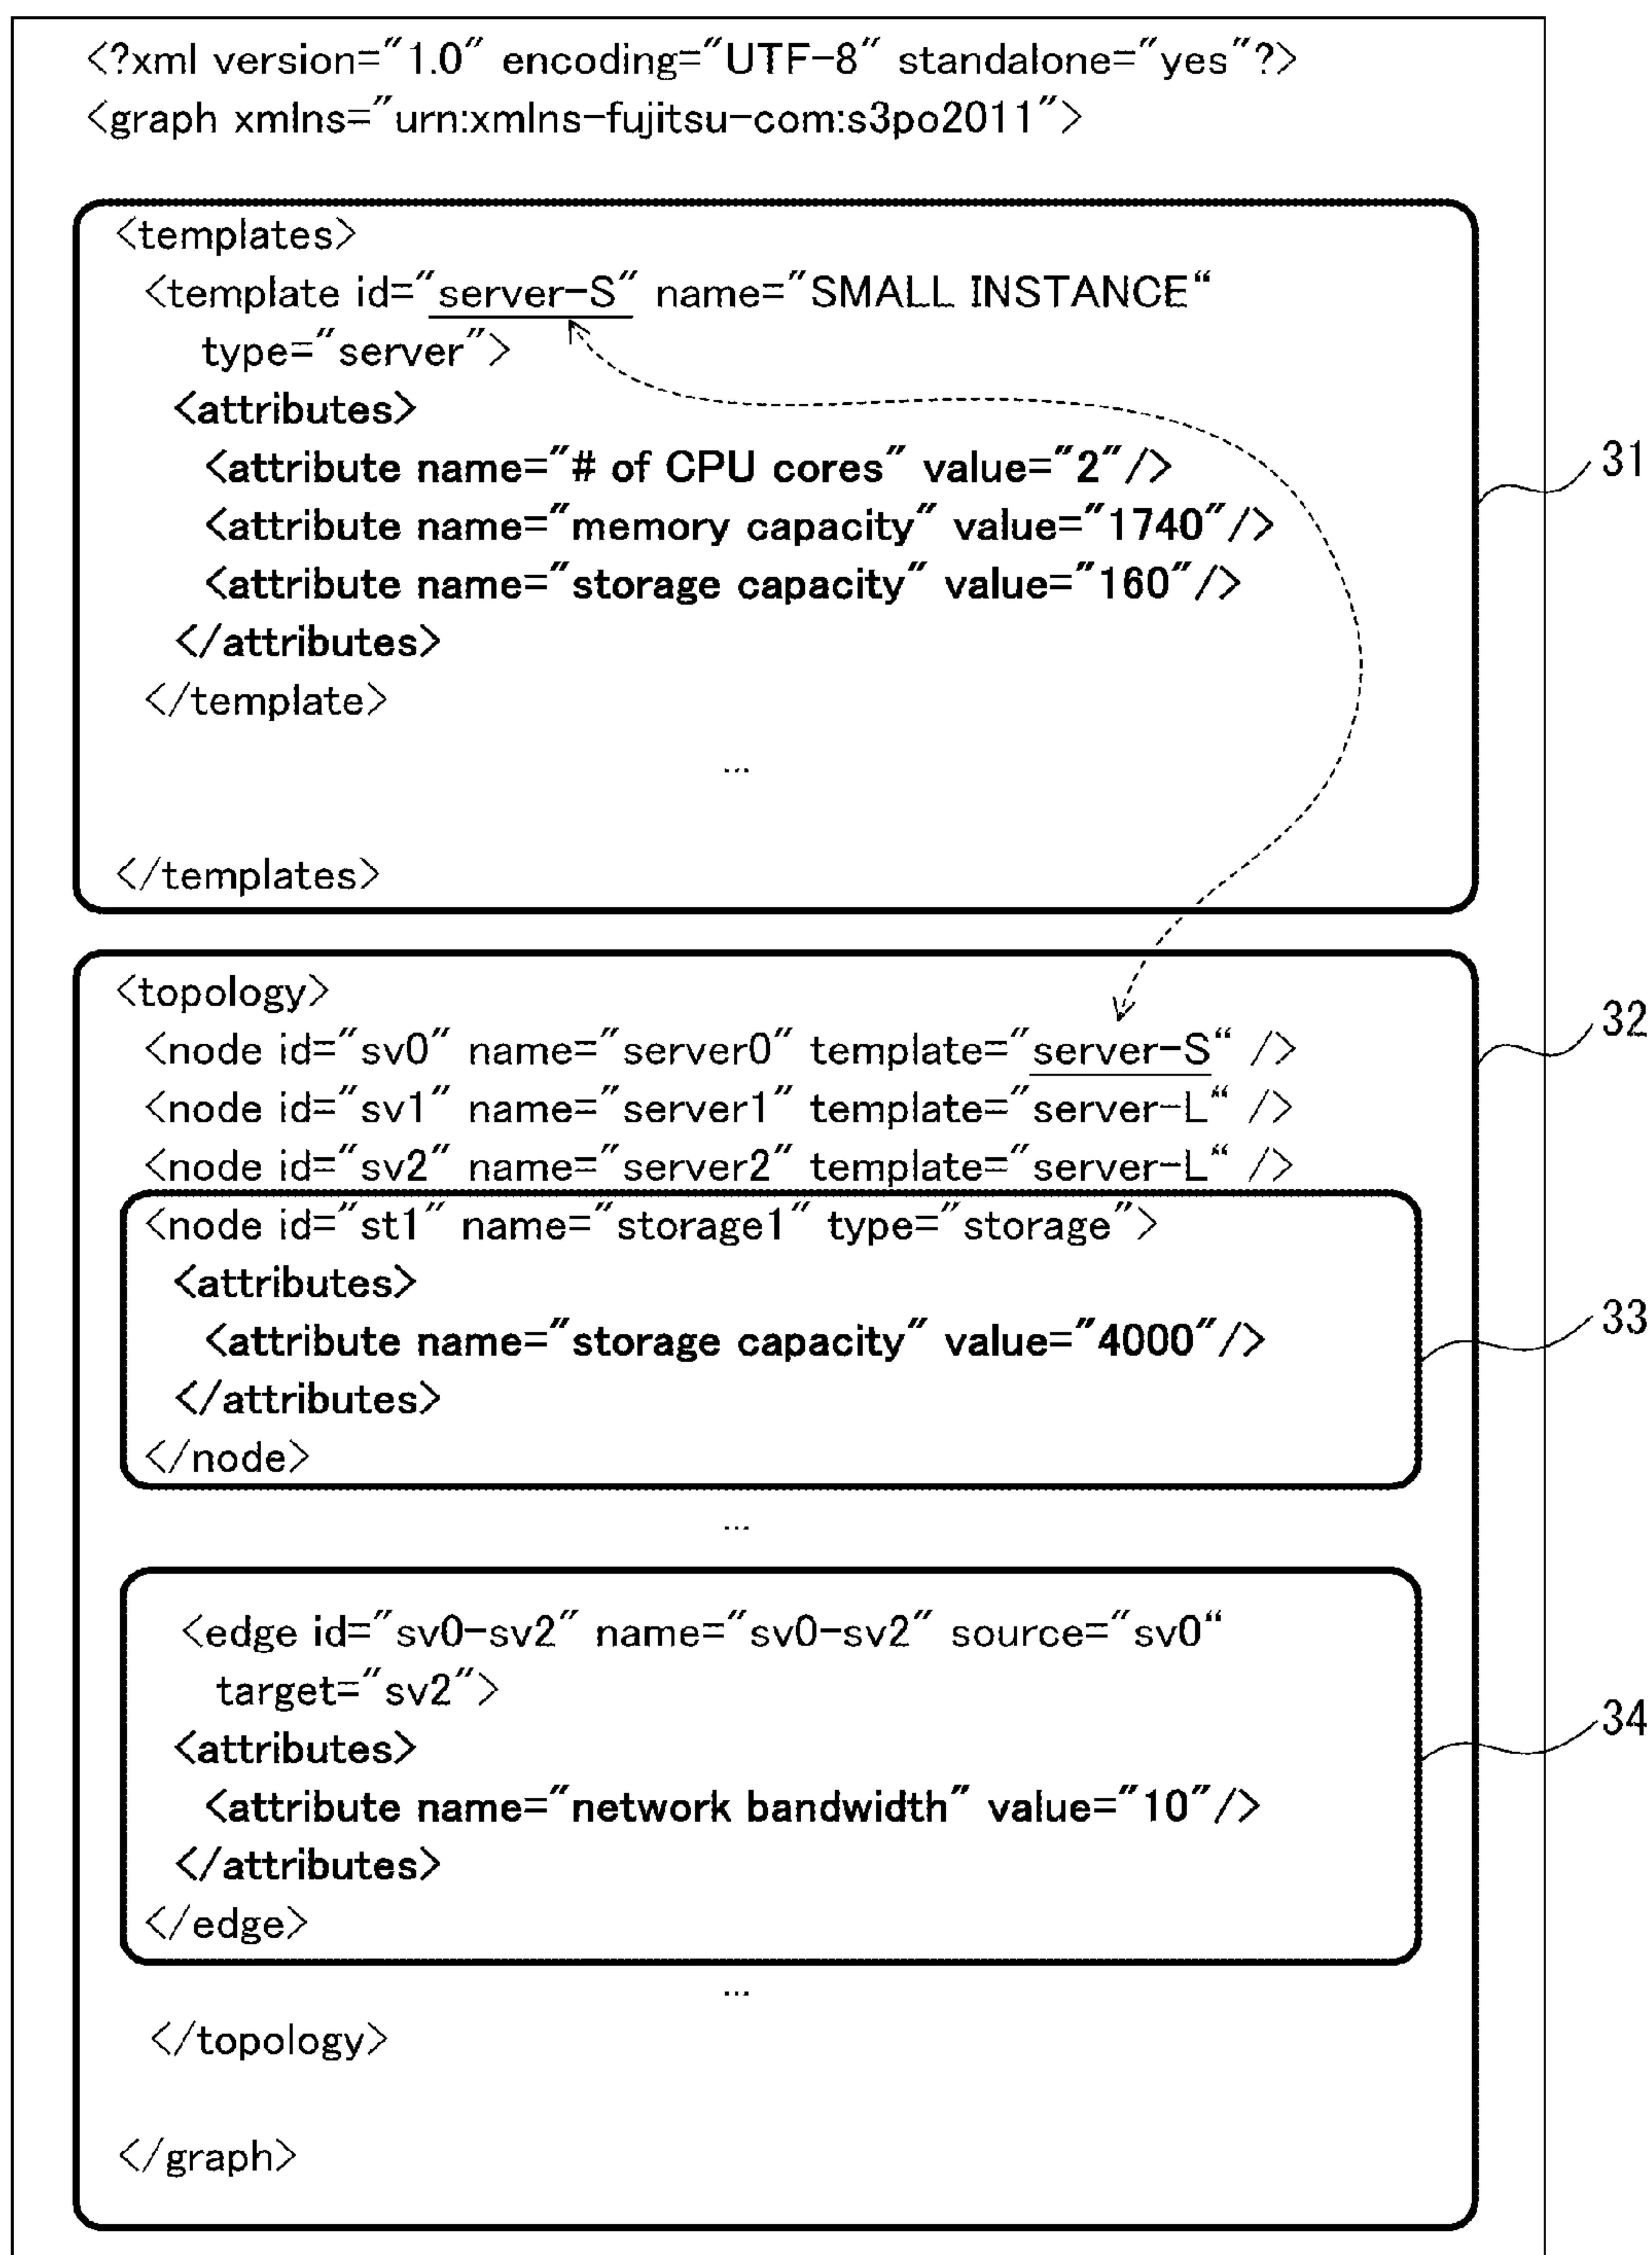 <?xml version="1.0" encoding="UTF-8" standalone="yes"?>
<graph xmlns="urn:xmlns-fujitsu-com:s3po2011">
<templates>
<template id="server-S" name="SMALL INSTANCE“
type="server">
<attributes>
<attribute name="# of CPU cores" value="2"/>
31
<attribute name="memory capacity" value="1740"/>
<attribute name="storage capacity" value="160"/>
</attributes>
</template>
...
</templates>
<topology>
32
<node id="sv0" name="server0" template="server-S“ />
<node id="sv1" name="server1" template="server-L“ />
<node id="sv2" name="server2" template="server-L“ />
<node id="st1" name="storage1" type="storage">
<attributes>
33
<attribute name="storage capacity" value="4000"/>
</attributes>
</node>
...
<edge id="sv0-sv2" name="sv0-sv2" source="sv0“
target="sv2">
34
<attributes>
<attribute name="network bandwidth" value="10"/>
</attributes>
</edge>
...
</topology>
</graph>